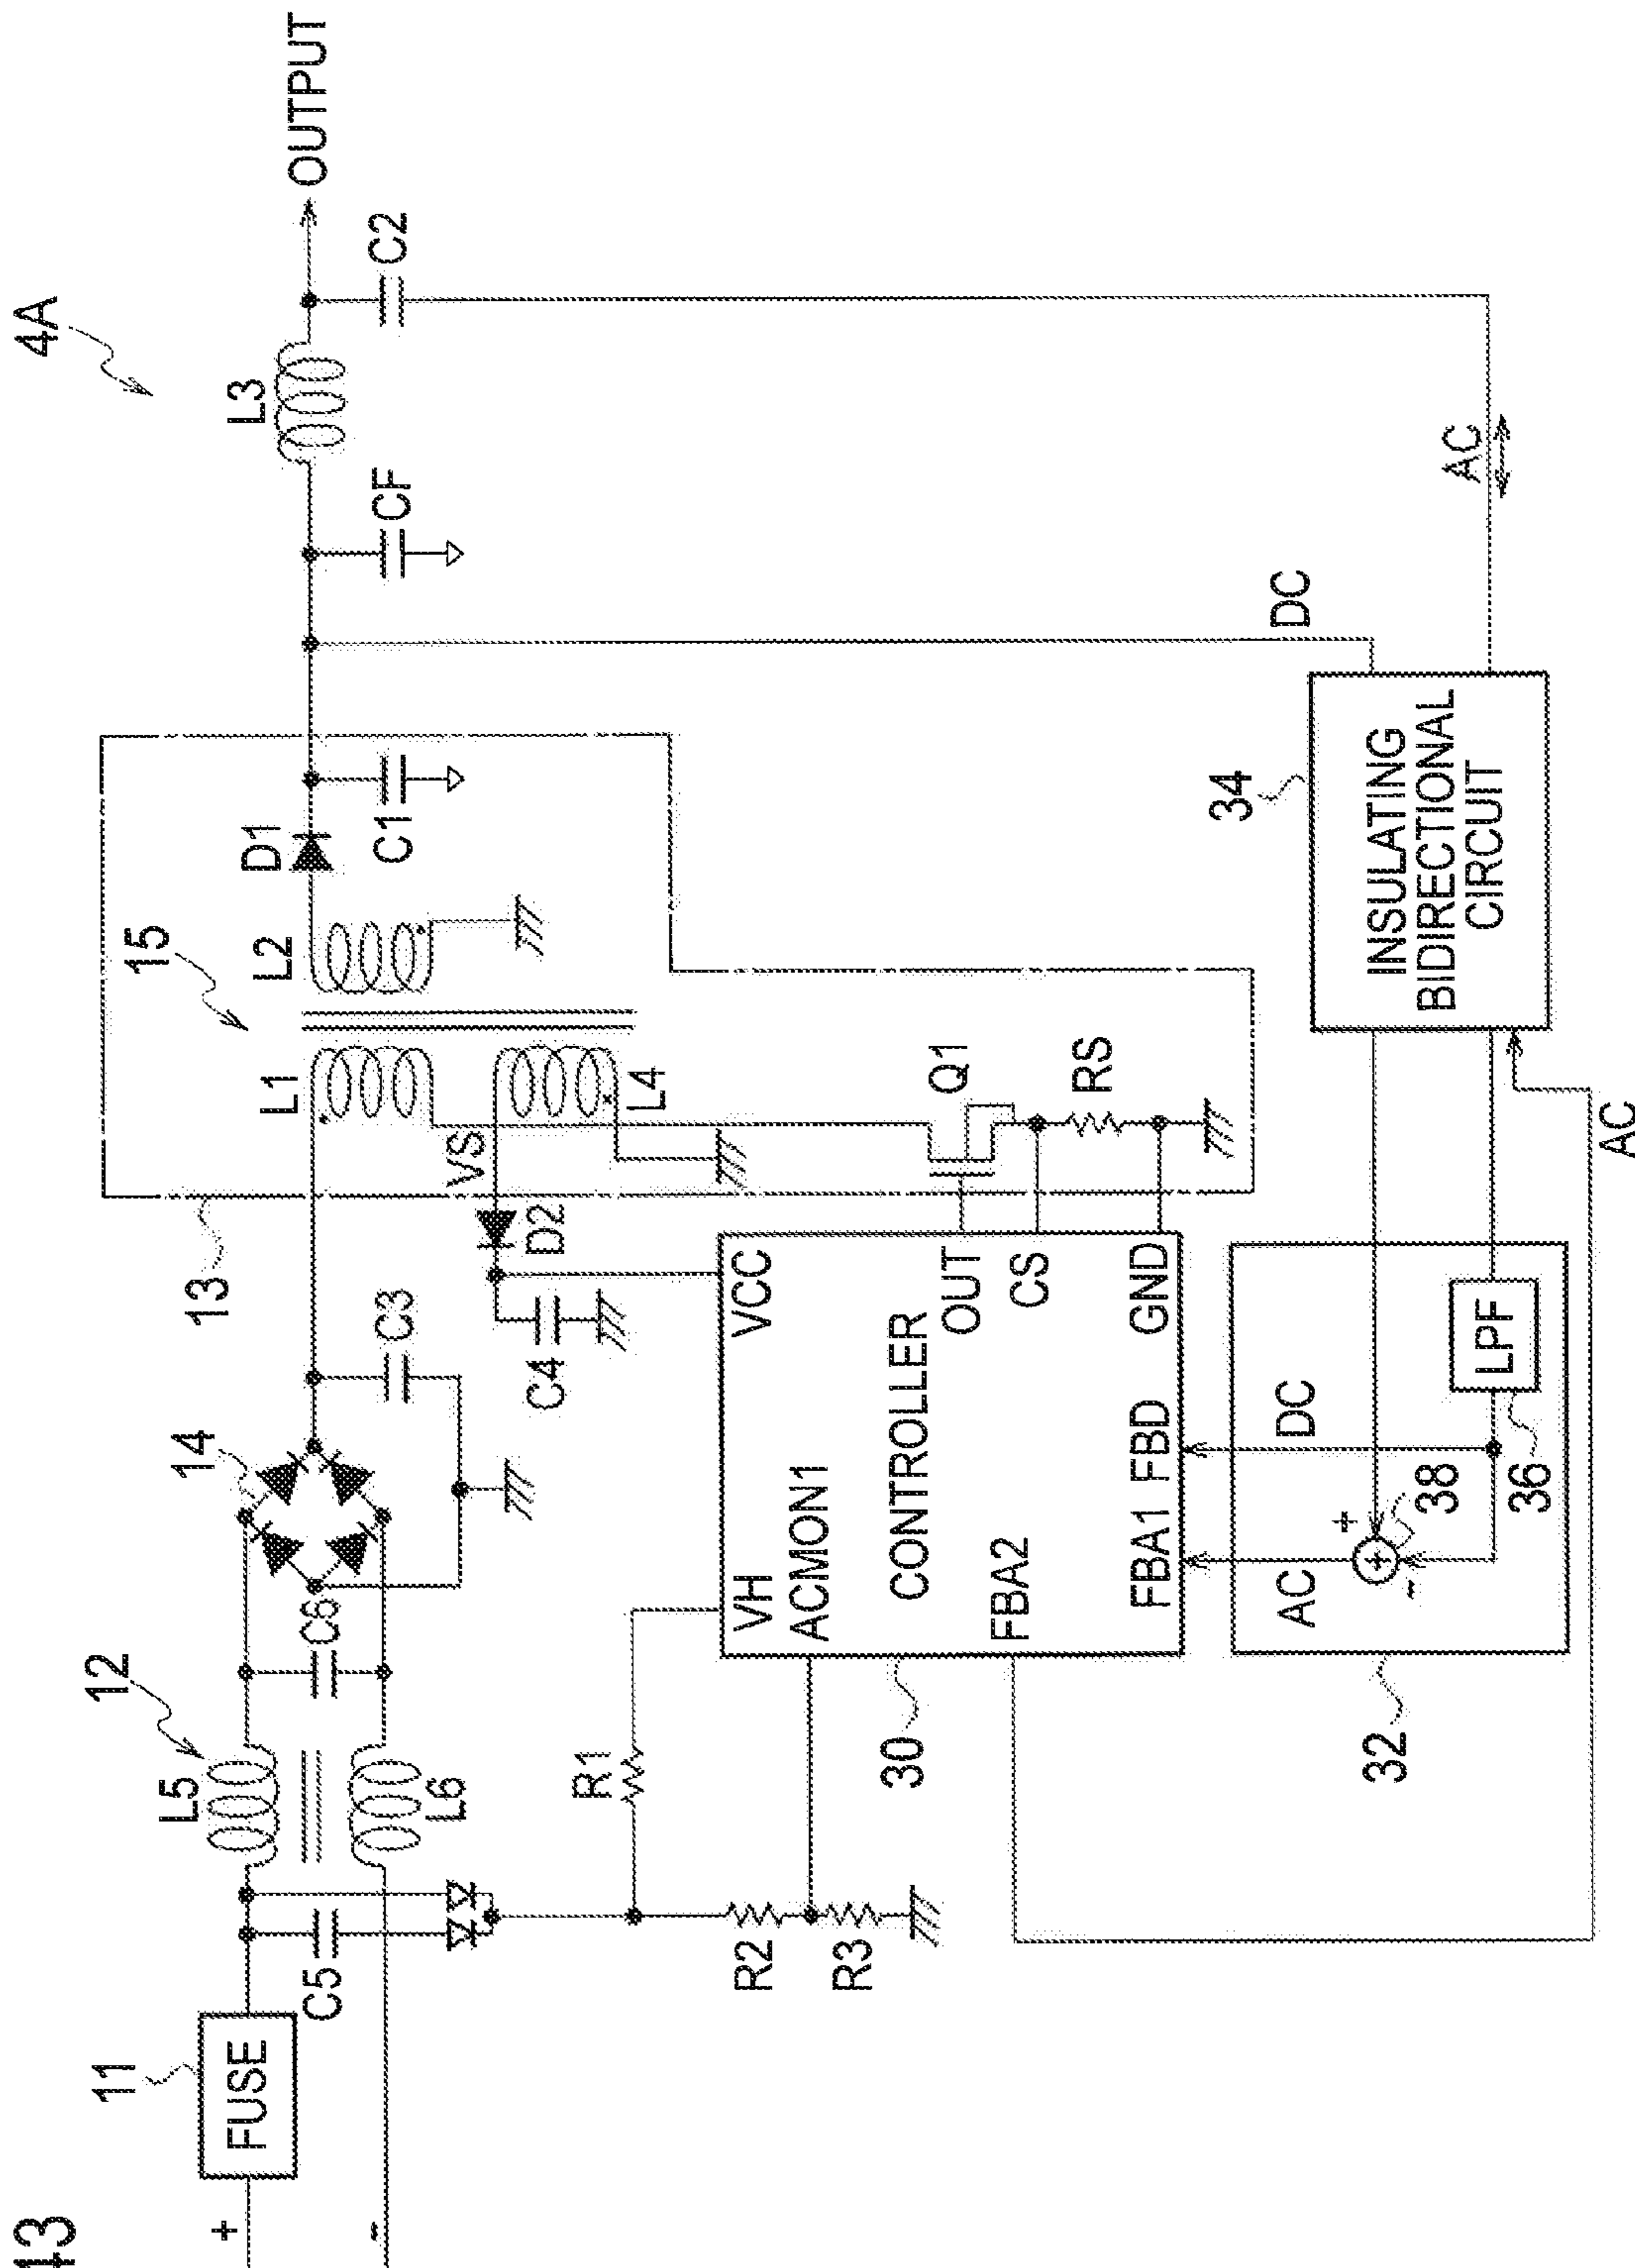 43
4A
11
FUSE
+
-
12
L5
L6
C5
C6
14
C3
13
15
L1
L2
D1
C1
CF
L3
C2
OUTPUT
VS
L4
D2
C4
R1
R2
R3
Q1
RS
VH
VCC
ACMON1
CONTROLLER
OUT
CS
FBA2
FBA1
FBD
GND
30
32
AC
DC
+
+
-
38
LPF
36
34
INSULATING
BIDIRECTIONAL
CIRCUIT
DC
AC
AC